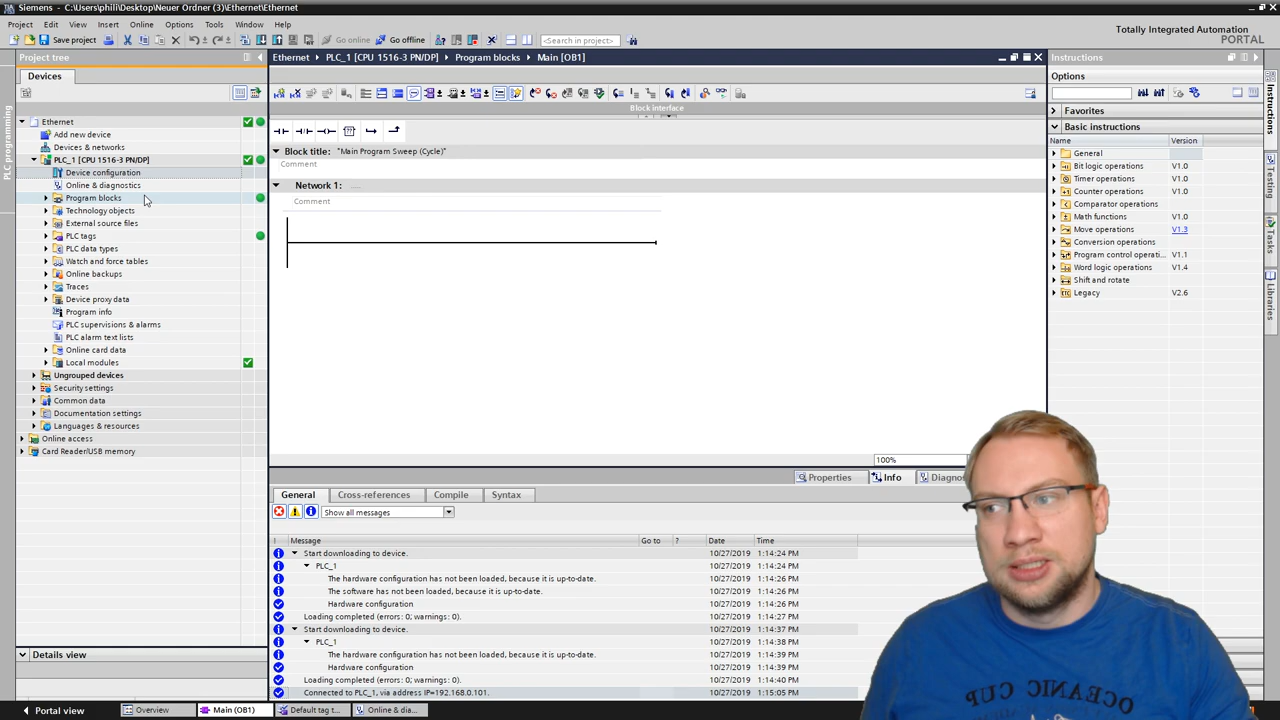 Siemens - C:\Users\phili\Desktop\Neuer Ordner (3)\Ethernet\Ethernet
Project Edit View Insert Online Options Tools Window Help
Totally Integrated Automation
PORTAL
Save project
Go online
Go offline
<Search in project>
Project tree
Ethernet PLC_1 [CPU 1516-3 PN/DP] Program blocks Main [OB1]
Instructions
Devices
Options
PLC programming
Block interface
Ethernet
Add new device
Devices & networks
PLC_1 [CPU 1516-3 PN/DP]
Device configuration
Online & diagnostics
Program blocks
Technology objects
External source files
PLC tags
PLC data types
Watch and force tables
Online backups
Traces
Device proxy data
Program info
PLC supervisions & alarms
PLC alarm text lists
Online card data
Local modules
Ungrouped devices
Security settings
Common data
Documentation settings
Languages & resources
Online access
Card Reader/USB memory
Details view
Block title: "Main Program Sweep (Cycle)"
Comment
Network 1: .....
Comment
100%
Properties
Info
Diagnos
General
Cross-references
Compile
Syntax
Show all messages
! Message Go to ? Date Time
Start downloading to device. 10/27/2019 1:14:24 PM
PLC_1 10/27/2019 1:14:24 PM
The hardware configuration has not been loaded, because it is up-to-date. 10/27/2019 1:14:26 PM
The software has not been loaded, because it is up-to-date. 10/27/2019 1:14:26 PM
Hardware configuration 10/27/2019 1:14:26 PM
Loading completed (errors: 0; warnings: 0). 10/27/2019 1:14:27 PM
Start downloading to device. 10/27/2019 1:14:37 PM
PLC_1 10/27/2019 1:14:38 PM
The hardware configuration has not been loaded, because it is up-to-date. 10/27/2019 1:14:39 PM
Hardware configuration 10/27/2019 1:14:39 PM
Loading completed (errors: 0; warnings: 0). 10/27/2019 1:14:40 PM
Connected to PLC_1, via address IP=192.168.0.101. 10/27/2019 1:15:05 PM
Favorites
Basic instructions
Name Version
General
Bit logic operations V1.0
Timer operations V1.0
Counter operations V1.0
Comparator operations
Math functions V1.0
Move operations V1.3
Conversion operations
Program control operati... V1.1
Word logic operations V1.4
Shift and rotate
Legacy V2.6
Instructions
Testing
Tasks
Libraries
OCEANIC CUP
Portal view
Overview
Main (OB1)
Default tag t...
Online & dia...